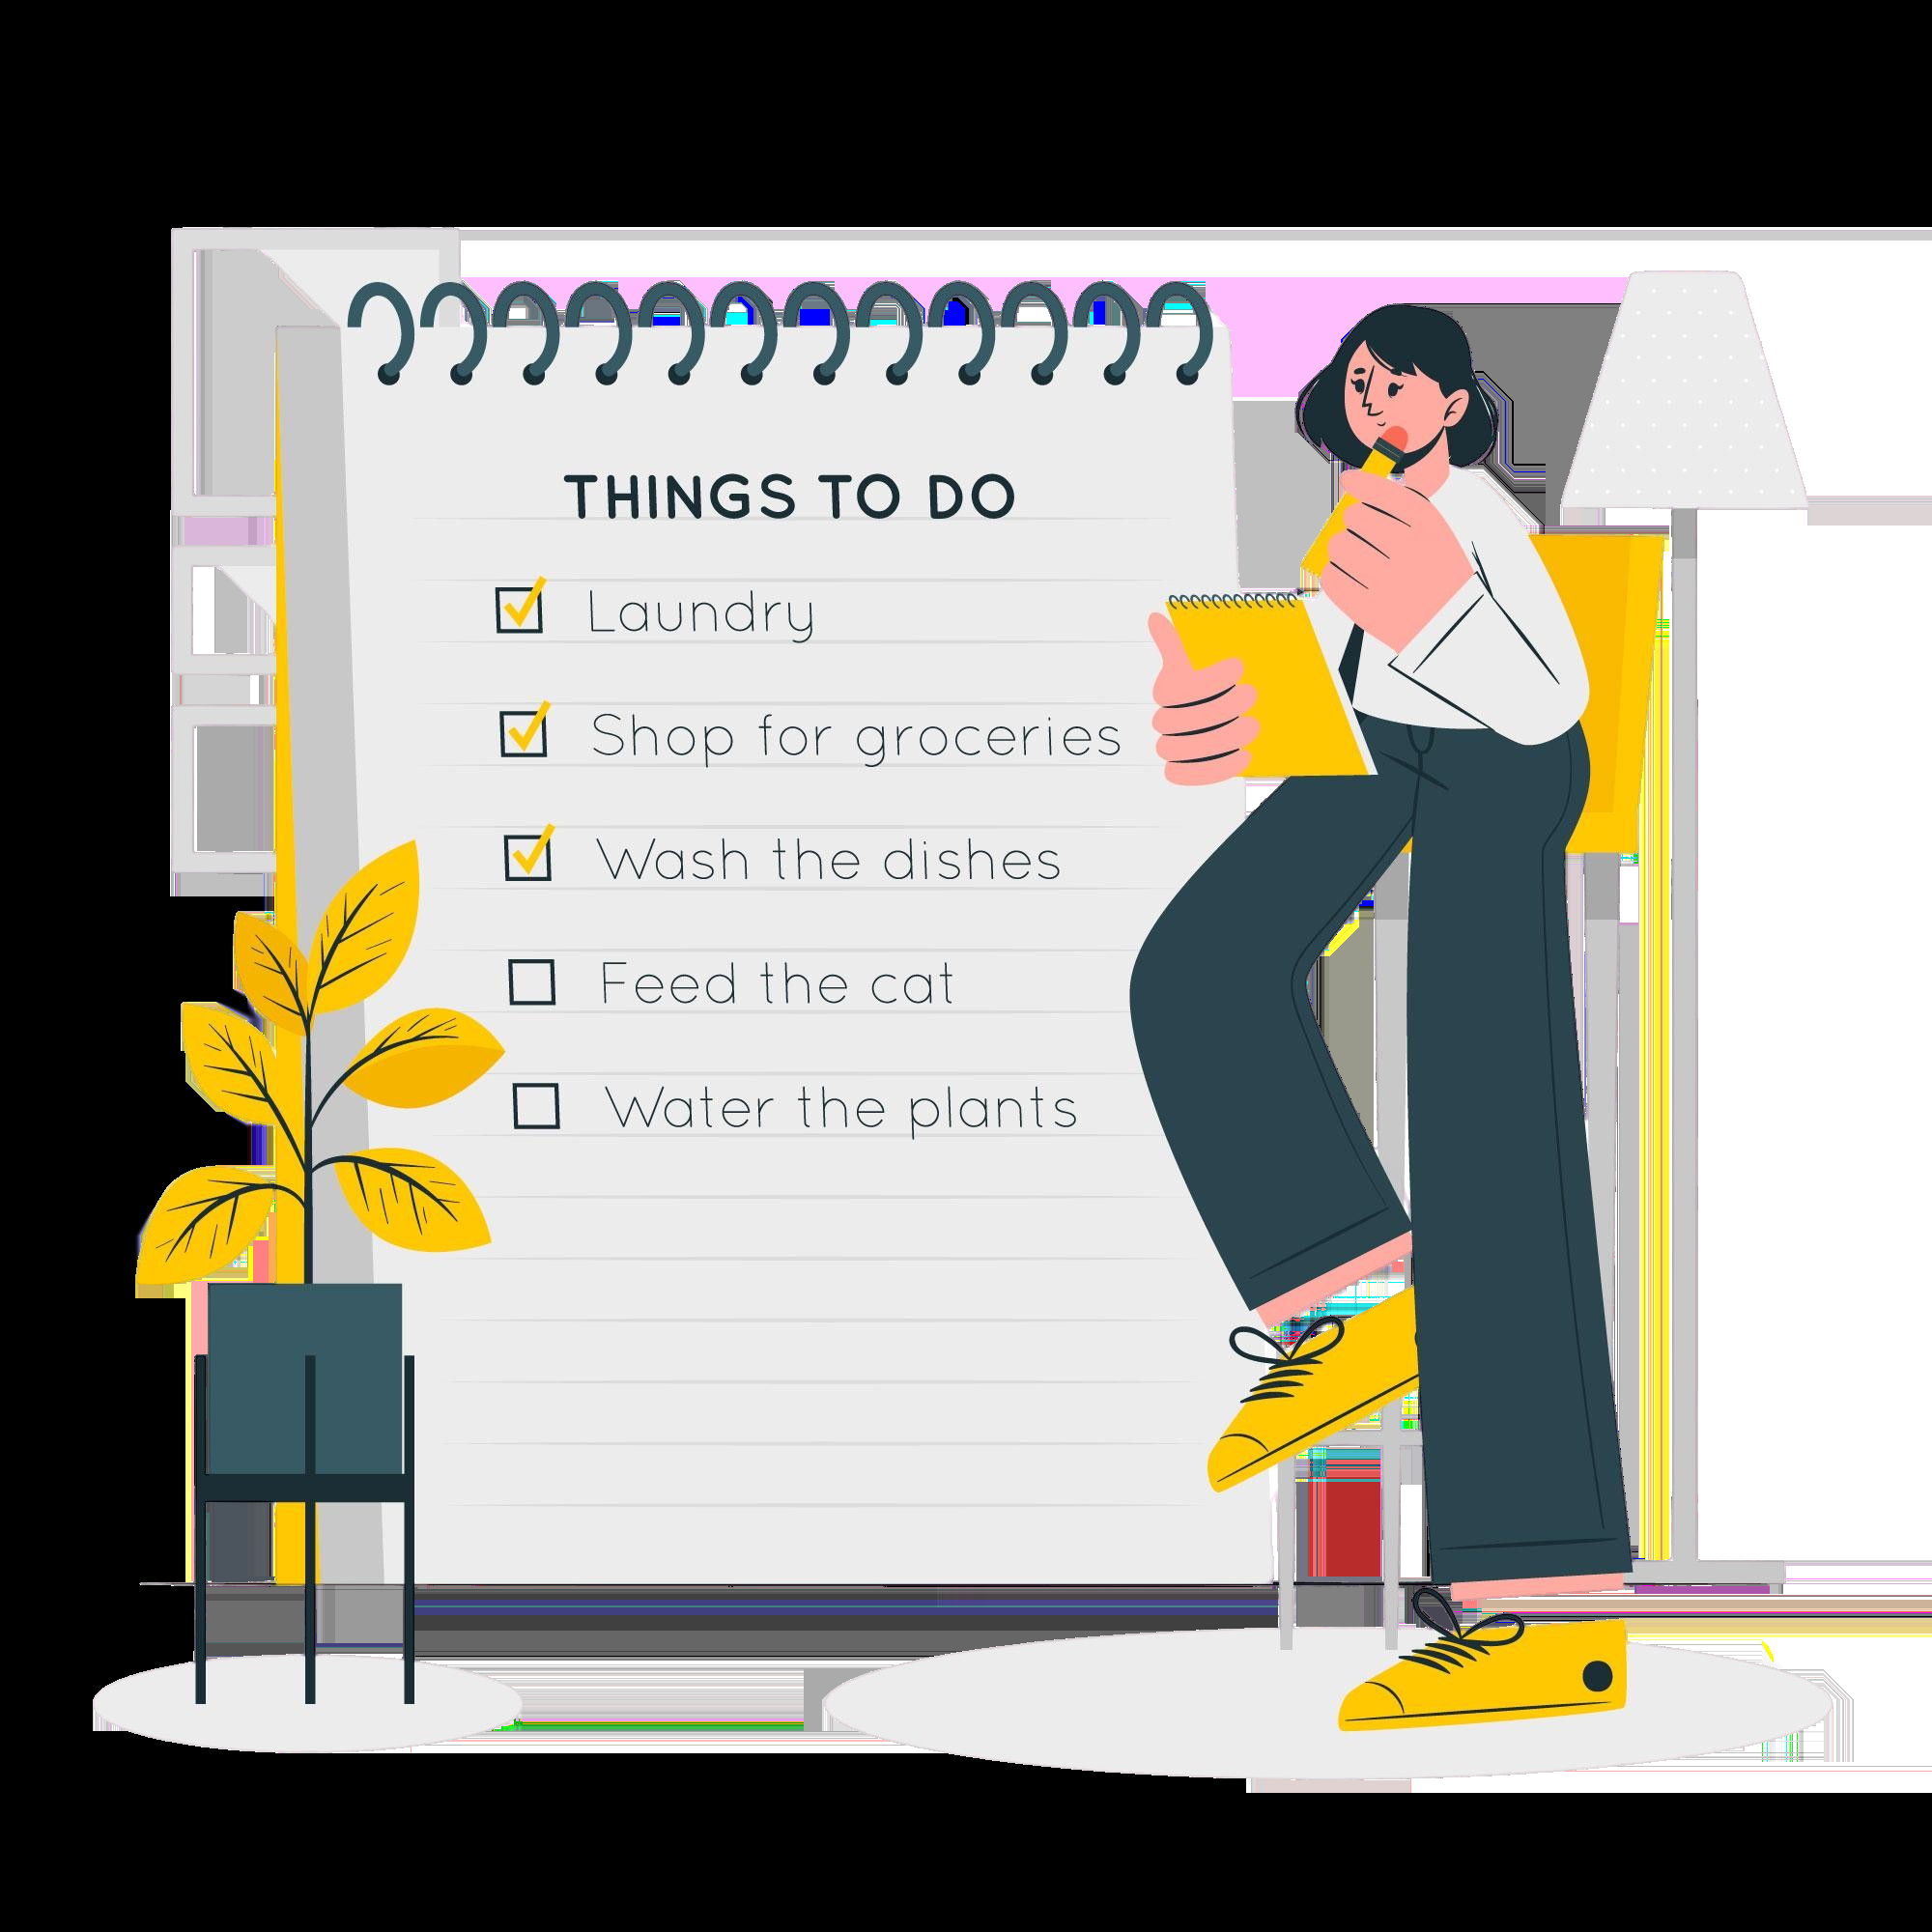 THINGS TO DO
Laundry
Shop for groceries
Wash the dishes
Feed the cat
Water the plants